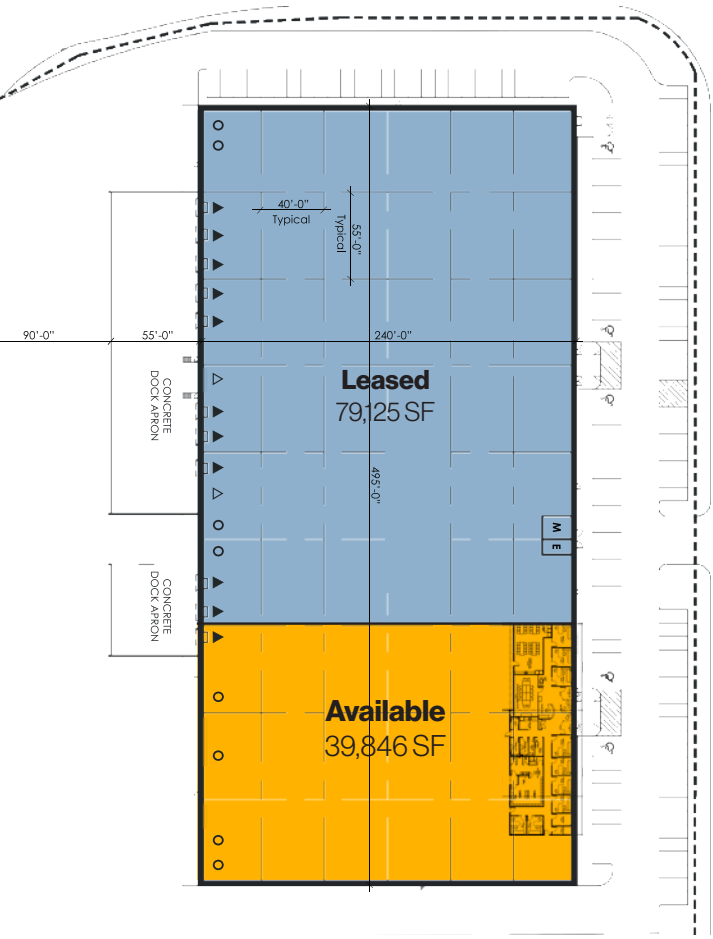 40'-0"
Typical
55'-0"
Typical
90'-0"
55'-0"
240'-0"
Leased
79,125 SF
CONCRETE
DOCK APRON
495'-0"
M
E
CONCRETE
DOCK APRON
Available
39,846 SF